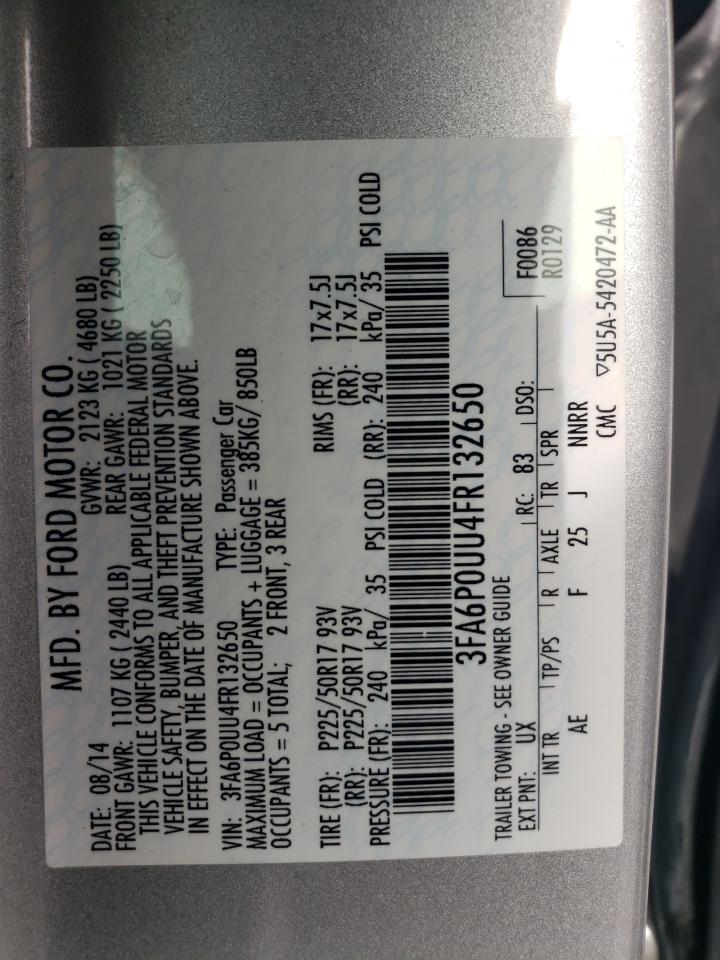 MFD. BY FORD MOTOR CO.
DATE: 08/14 GVWR: 2123 KG ( 4680 LB)
FRONT GAWR: 1107 KG ( 2440 LB) REAR GAWR: 1021 KG ( 2250 LB)
THIS VEHICLE CONFORMS TO ALL APPLICABLE FEDERAL MOTOR
VEHICLE SAFETY, BUMPER, AND THEFT PREVENTION STANDARDS
IN EFFECT ON THE DATE OF MANUFACTURE SHOWN ABOVE.
VIN: 3FA6P0UU4FR132650 TYPE: Passenger Car
MAXIMUM LOAD = OCCUPANTS + LUGGAGE = 385KG/ 850LB
OCCUPANTS = 5 TOTAL; 2 FRONT, 3 REAR
TIRE (FR): P225/50R17 93V RIMS (FR): 17x7.5J
(RR): P225/50R17 93V (RR): 17x7.5J
PRESSURE (FR): 240 kPa/ 35 PSI COLD (RR): 240 kPa/ 35 PSI COLD
3FA6P0UU4FR132650
TRAILER TOWING - SEE OWNER GUIDE F0086
EXT PNT: UX RC: 83 DSO: R0129
INT TR TP/PS R AXLE TR SPR
AE F 25 J NNRR
CMC ▽5U5A-5420472-AA